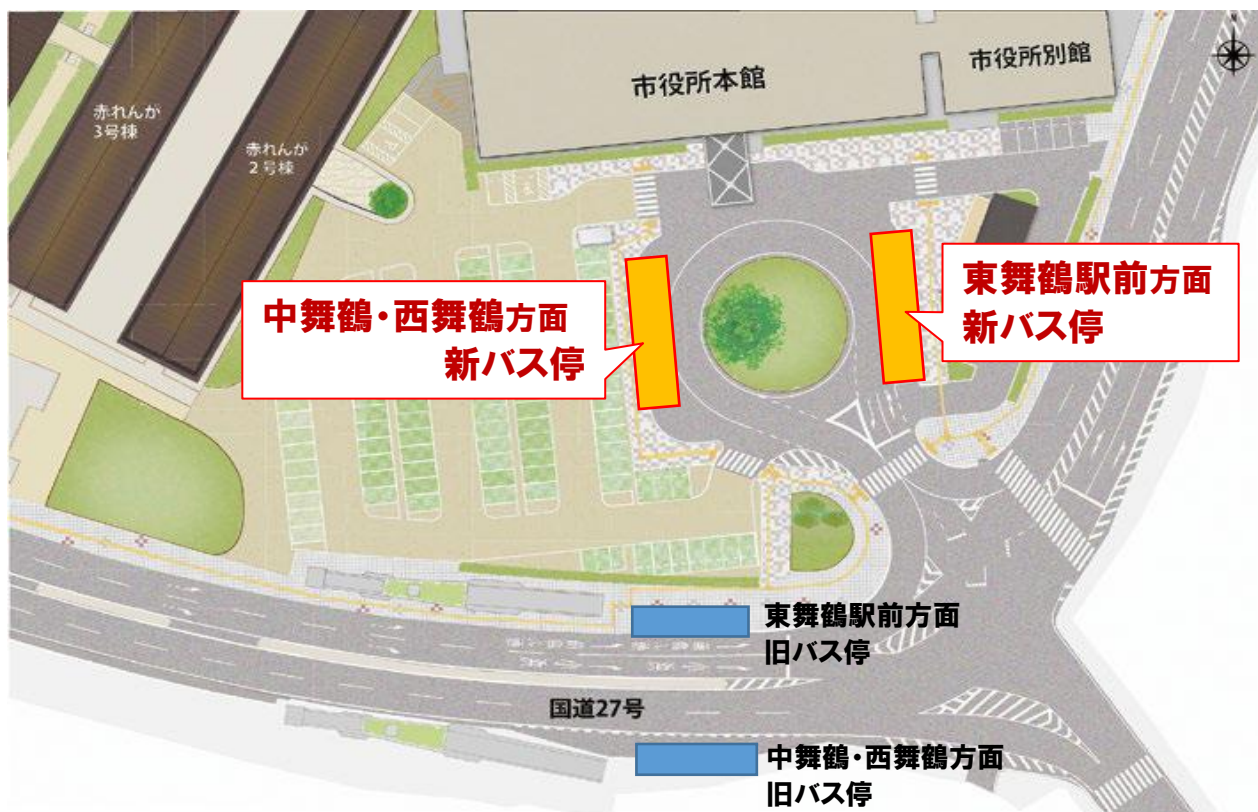 市役所本館
市役所別館
N
赤れんが
3号棟
赤れんが
2号棟
中舞鶴・西舞鶴方面
新バス停
東舞鶴駅前方面
新バス停
東舞鶴駅前方面
旧バス停
国道27号
中舞鶴・西舞鶴方面
旧バス停